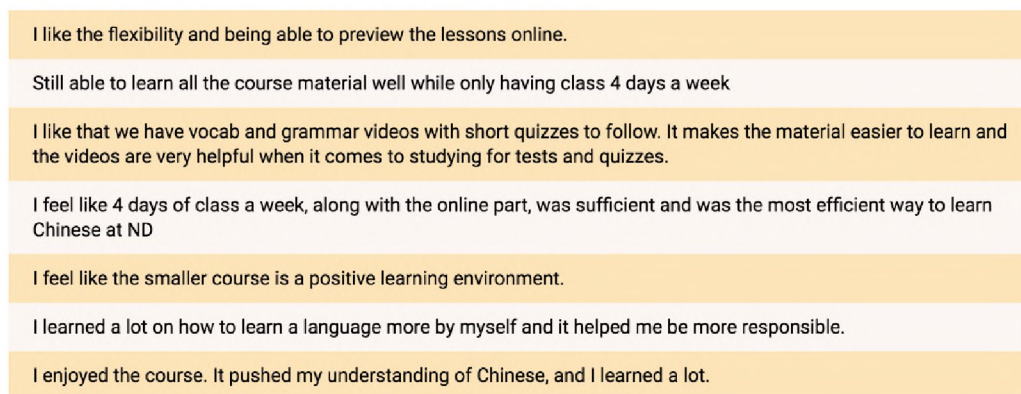 I like the flexibility and being able to preview the lessons online.
Still able to learn all the course material well while only having class 4 days a week
I like that we have vocab and grammar videos with short quizzes to follow. It makes the material easier to learn and
the videos are very helpful when it comes to studying for tests and quizzes.
I feel like 4 days of class a week, along with the online part, was sufficient and was the most efficient way to learn
Chinese at ND
I feel like the smaller course is a positive learning environment.
I learned a lot on how to learn a language more by myself and it helped me be more responsible.
I enjoyed the course. It pushed my understanding of Chinese, and I learned a lot.